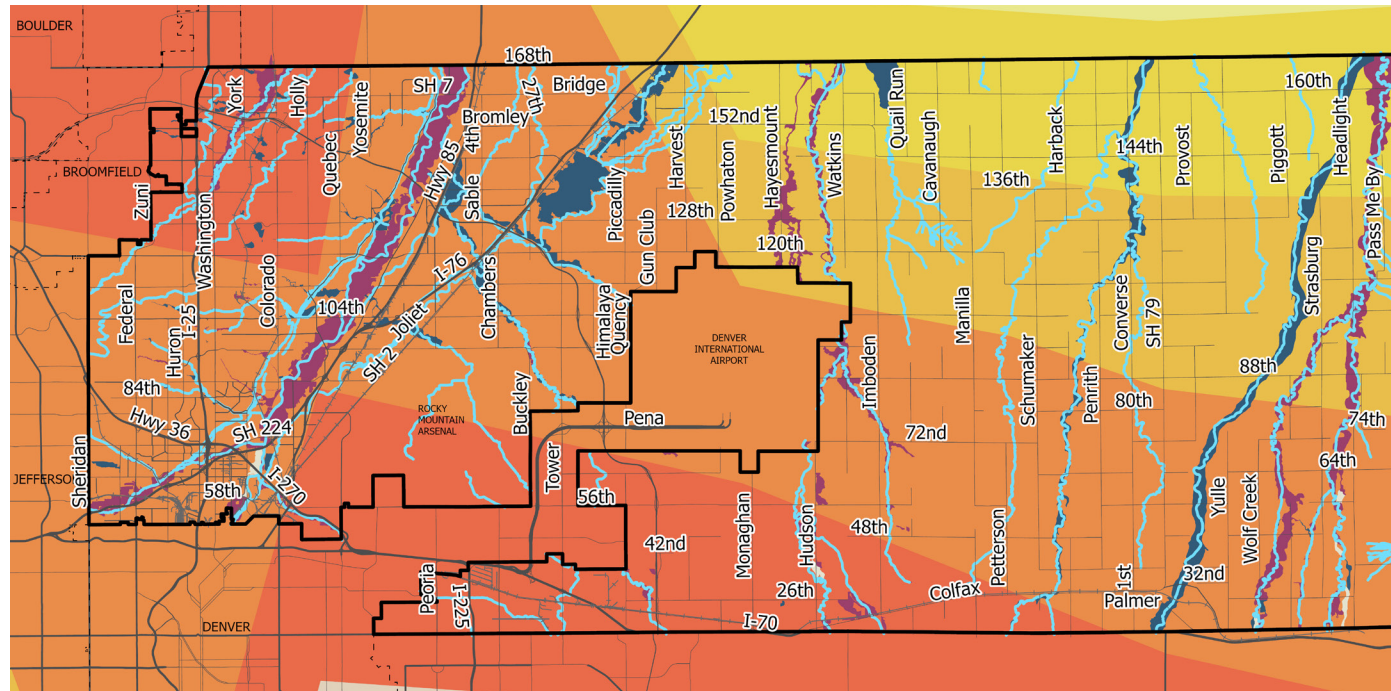 BOULDER
168th
York
Holly
SH 7
27th
Bridge
160th
Yosemite
Bromley
4th
152nd
Quail Run
Headlight
Quebec
Hwy 85
Harvest
Hayesmount
Watkins
Cavanaugh
Harback
144th
Provost
Piggott
BROOMFIELD
Zuni
Sable
Piccadilly
Powhaton
136th
Pass Me By
Washington
128th
Gun Club
120th
I-76
Strasburg
Federal
Colorado
104th
Chambers
Himalaya
Quency
Manilla
Converse
SH 79
I-25
Huron
Joliet
SH 2
DENVER
INTERNATIONAL
AIRPORT
Imboden
Schumaker
Penrith
88th
84th
Buckley
80th
ROCKY
MOUNTAIN
ARSENAL
Hwy 36
SH 224
Pena
72nd
74th
Sheridan
JEFFERSON
I-270
Tower
64th
58th
56th
Yulle
Wolf Creek
Monaghan
Hudson
48th
42nd
Petterson
Peoria
I-225
26th
Colfax
1st
Palmer
32nd
DENVER
I-70